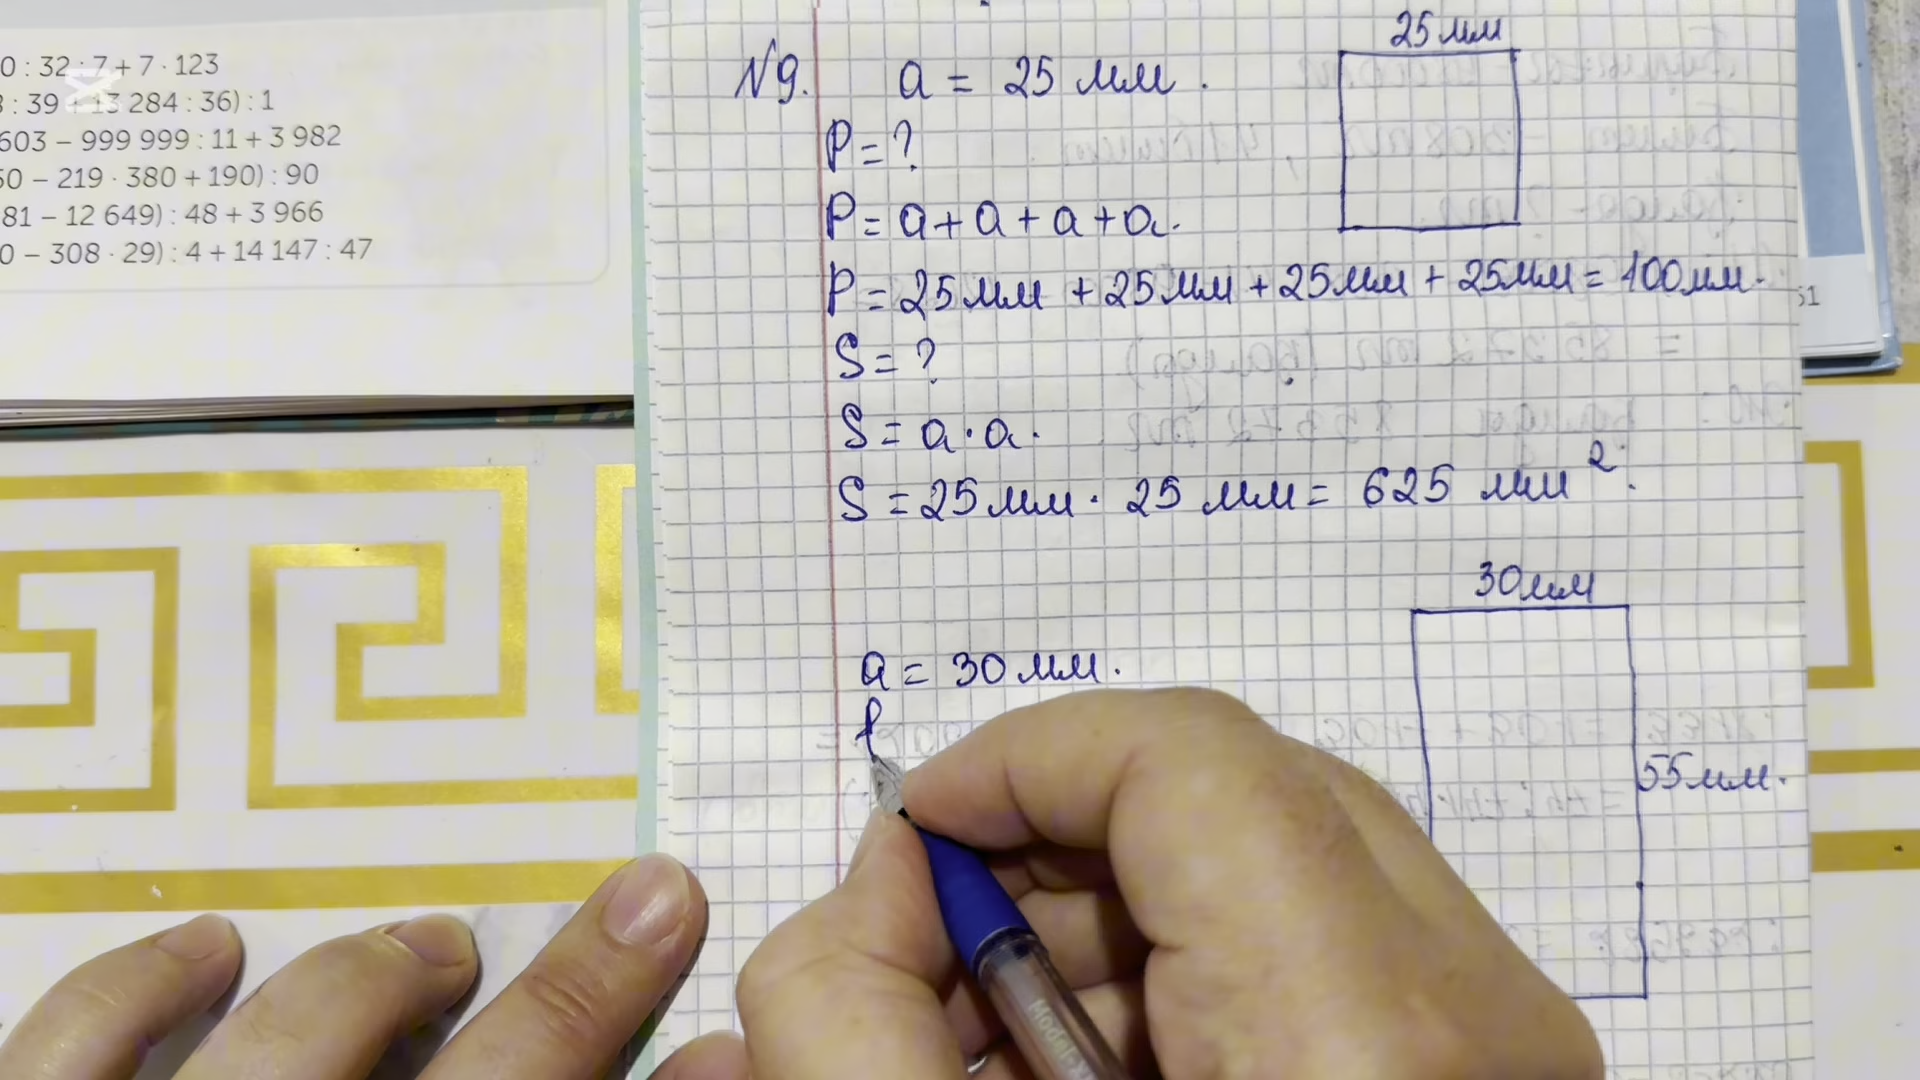 0 : 32 : 7 + 7 · 123
: 39 + 13 284 : 36) : 1
603 – 999 999 : 11 + 3 982
50 – 219 · 380 + 190) : 90
81 – 12 649) : 48 + 3 966
0 – 308 · 29) : 4 + 14 147 : 47
51
25 мм
N9. a = 25 мм.
P = ?
P = a + a + a + a.
P = 25 мм + 25 мм + 25 мм + 25 мм = 100 мм.
S = ?
S = a · a.
S = 25 мм · 25 мм = 625 мм².
30 мм
a = 30 мм.
55 мм.